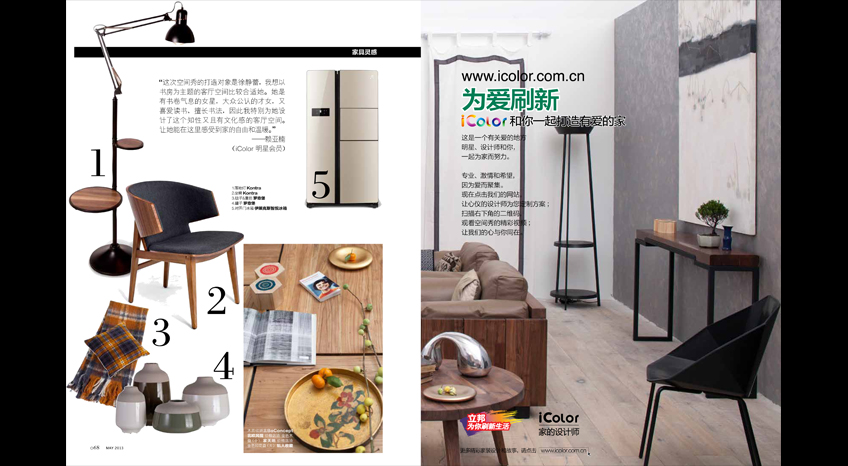 家具灵感
“这次空间秀的打造对象是徐静蕾,我想以
书房为主题的客厅空间比较合适她。她是
有书卷气息的女星,大众公认的才女,又
喜爱读书、擅长书法,因此我特别为她设
计了这个知性又且有文化感的客厅空间。
让她能在这里感受到家的自由和温暖。”
——赖亚楠
(iColor 明星会员)
1
5
2
3
4
MAY 2013
www.icolor.com.cn
为爱刷新
iColor 和你一起打造有爱的家
这是一个有关爱的地方
明星、设计师和你,
一起为家而努力。
专业、激情和希望,
因为爱而聚集。
现在点击我们的网站,
让心仪的设计师为您定制方案;
扫描右下角的二维码,
观看空间秀的精彩视频;
让我们的心与你同在。
立邦
为你刷新生活
iColor
家的设计师
www.icolor.com.cn